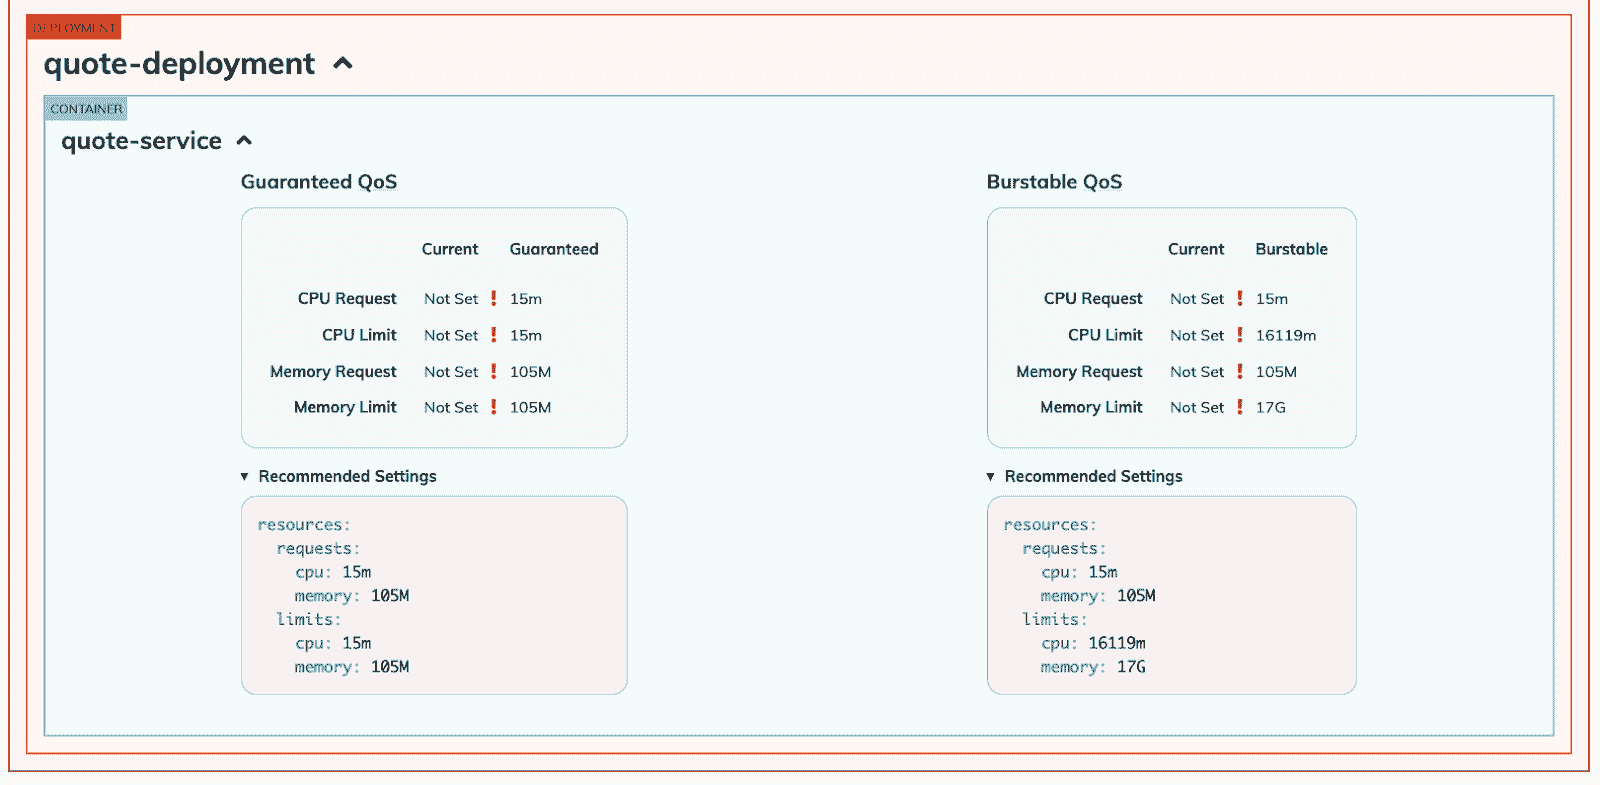 DEPLOYMENT
quote-deployment
CONTAINER
quote-service
Guaranteed QoS
Current Guaranteed
CPU Request Not Set ❗ 15m
CPU Limit Not Set ❗ 15m
Memory Request Not Set ❗ 105M
Memory Limit Not Set ❗ 105M
▼ Recommended Settings
resources:
requests:
cpu: 15m
memory: 105M
limits:
cpu: 15m
memory: 105M
Burstable QoS
Current Burstable
CPU Request Not Set ❗ 15m
CPU Limit Not Set ❗ 16119m
Memory Request Not Set ❗ 105M
Memory Limit Not Set ❗ 17G
▼ Recommended Settings
resources:
requests:
cpu: 15m
memory: 105M
limits:
cpu: 16119m
memory: 17G